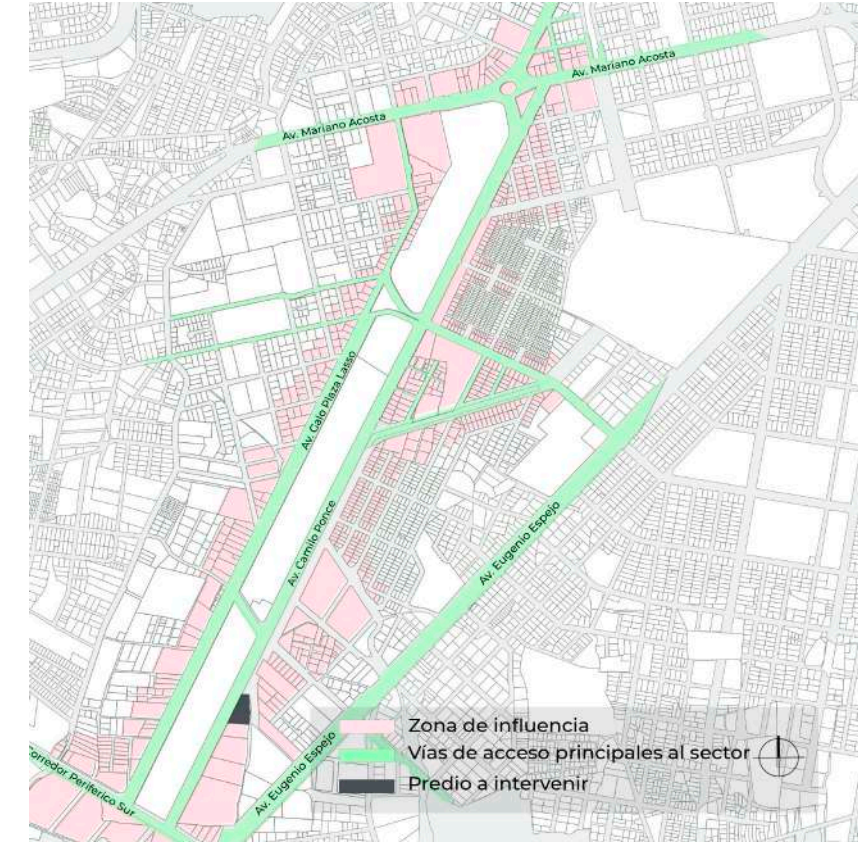 Av. Mariano Acosta
Av. Mariano Acosta
Av. Galo Plaza Lasso
Av. Camilo Ponce
Av. Eugenio Espejo
Av. Eugenio Espejo
Corredor Periferico Sur
Zona de influencia
Vías de acceso principales al sector
Predio a intervenir